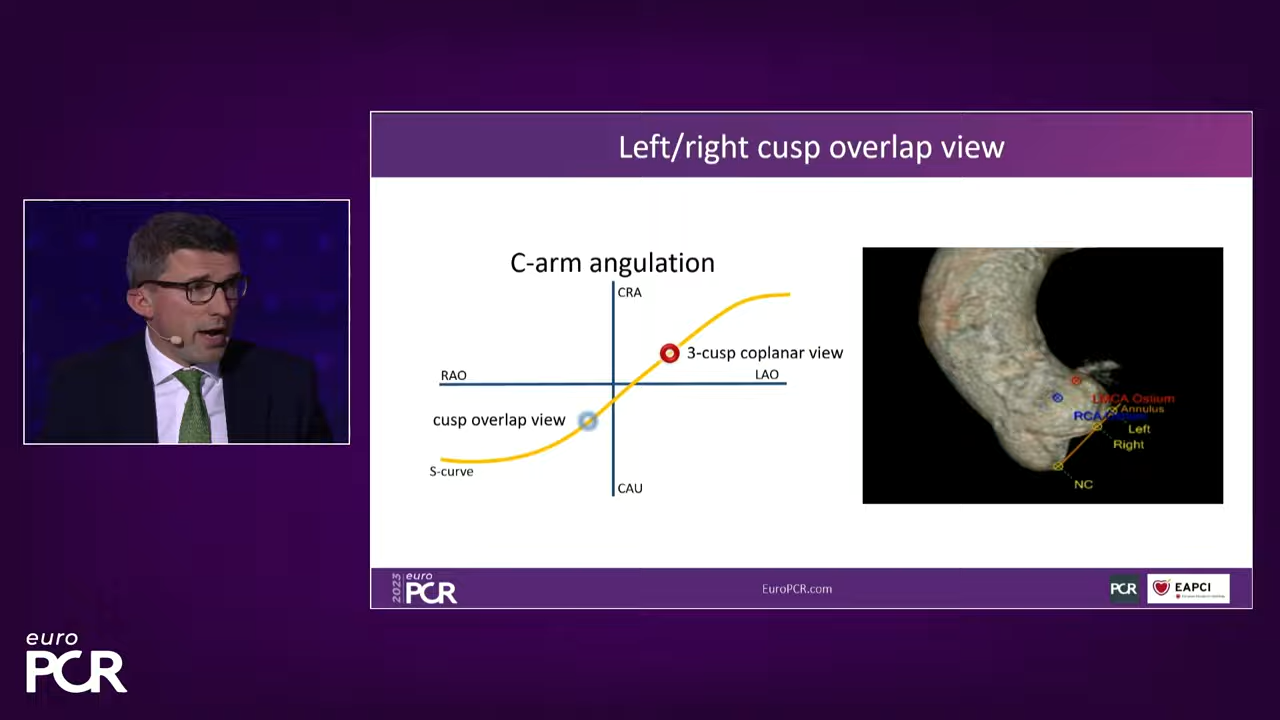 Left/right cusp overlap view
C-arm angulation
CRA
3-cusp coplanar view
RAO
LAO
cusp overlap view
S-curve
CAU
Ostium
RCA
Annulus
Left
Right
NC
2023 euro
PCR
EuroPCR.com
PCR
EAPCI
euro
PCR